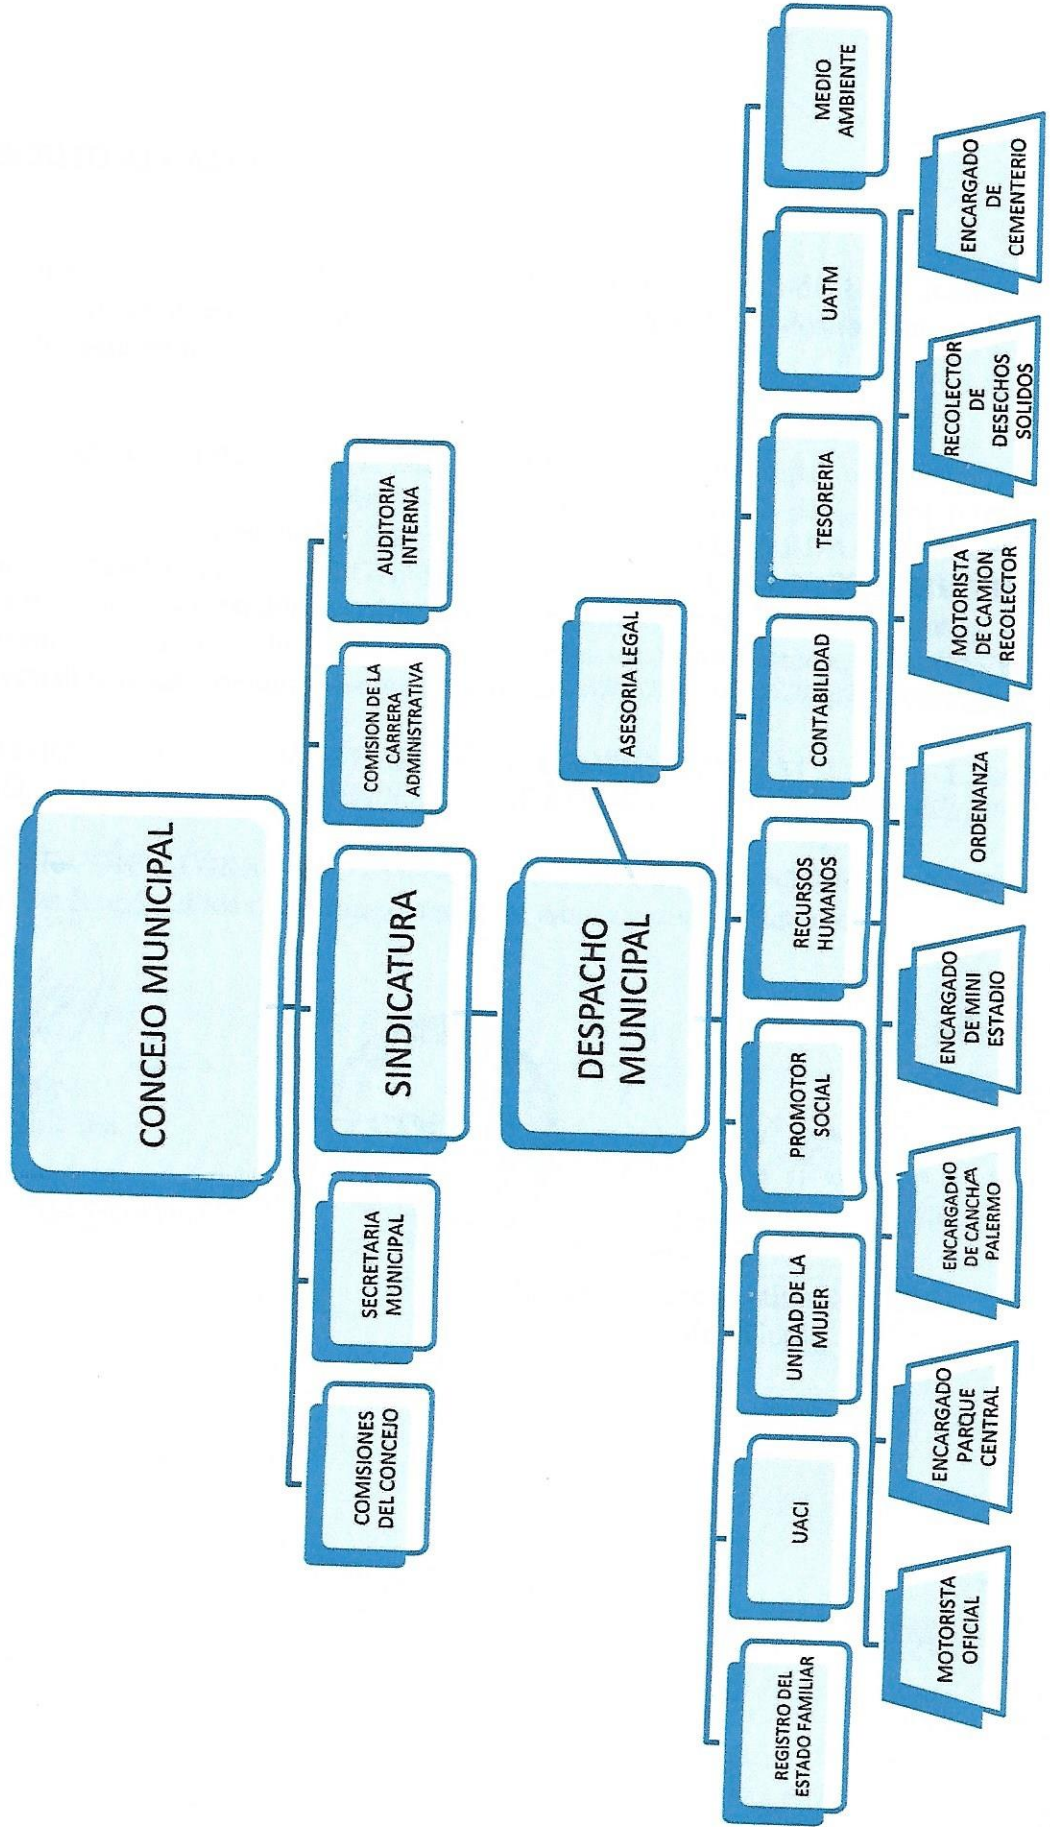 CONCEJO MUNICIPAL
COMISIONES
DEL CONCEJO
SECRETARIA
MUNICIPAL
SINDICATURA
COMISION DE LA
CARRERA
ADMINISTRATIVA
AUDITORIA
INTERNA
DESPACHO
MUNICIPAL
ASESORIA LEGAL
REGISTRO DEL
ESTADO FAMILIAR
UACI
UNIDAD DE LA
MUJER
PROMOTOR
SOCIAL
RECURSOS
HUMANOS
CONTABILIDAD
TESORERIA
UATM
MEDIO
AMBIENTE
MOTORISTA
OFICIAL
ENCARGADO
PARQUE
CENTRAL
ENCARGADO
DE CANCHA
PALERMO
ENCARGADO
DE MINI
ESTADIO
ORDENANZA
MOTORISTA
DE CAMION
RECOLECTOR
RECOLECTOR
DE
DESECHOS
SOLIDOS
ENCARGADO
DE
CEMENTERIO